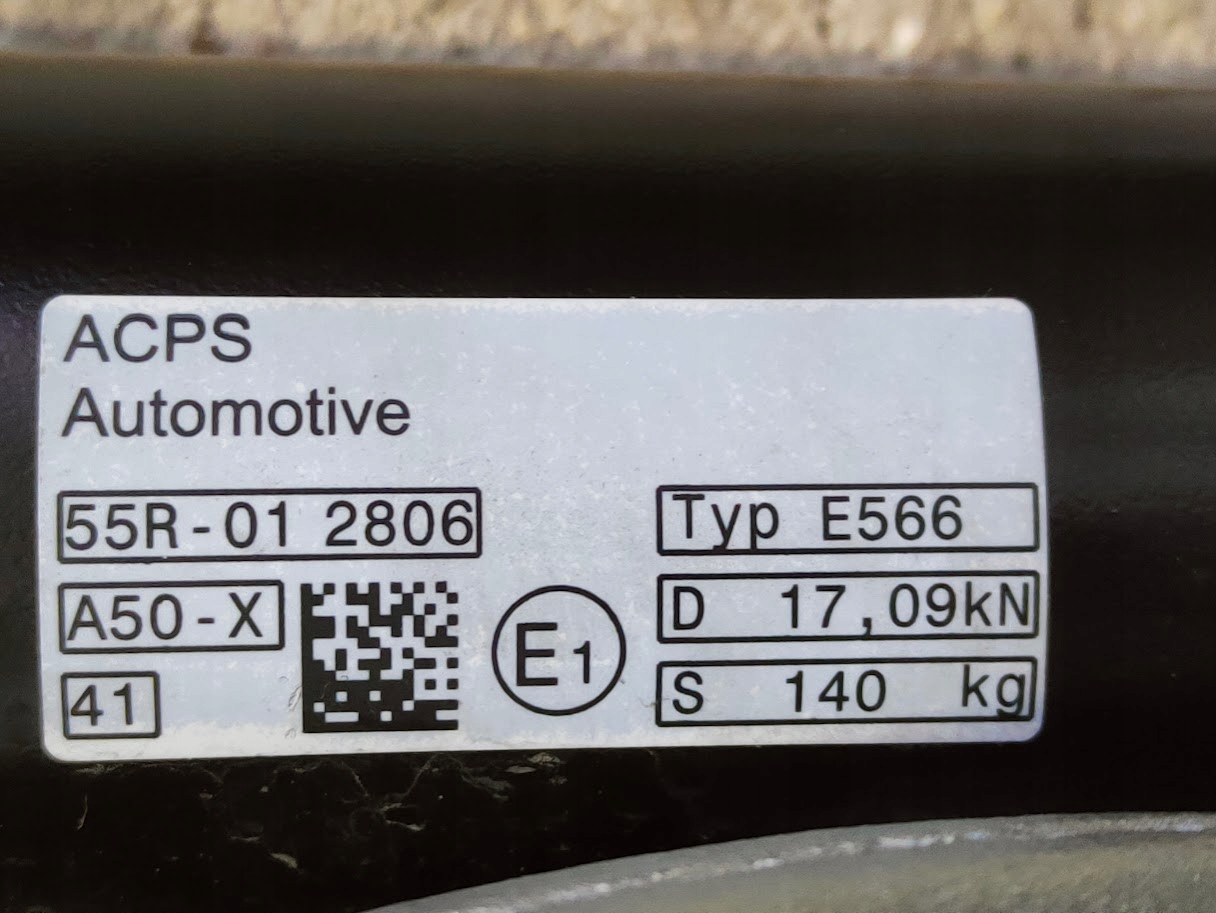 ACPS
Automotive
55R-01 2806
Typ E566
A50-X
E1
D 17,09kN
41
S 140 kg